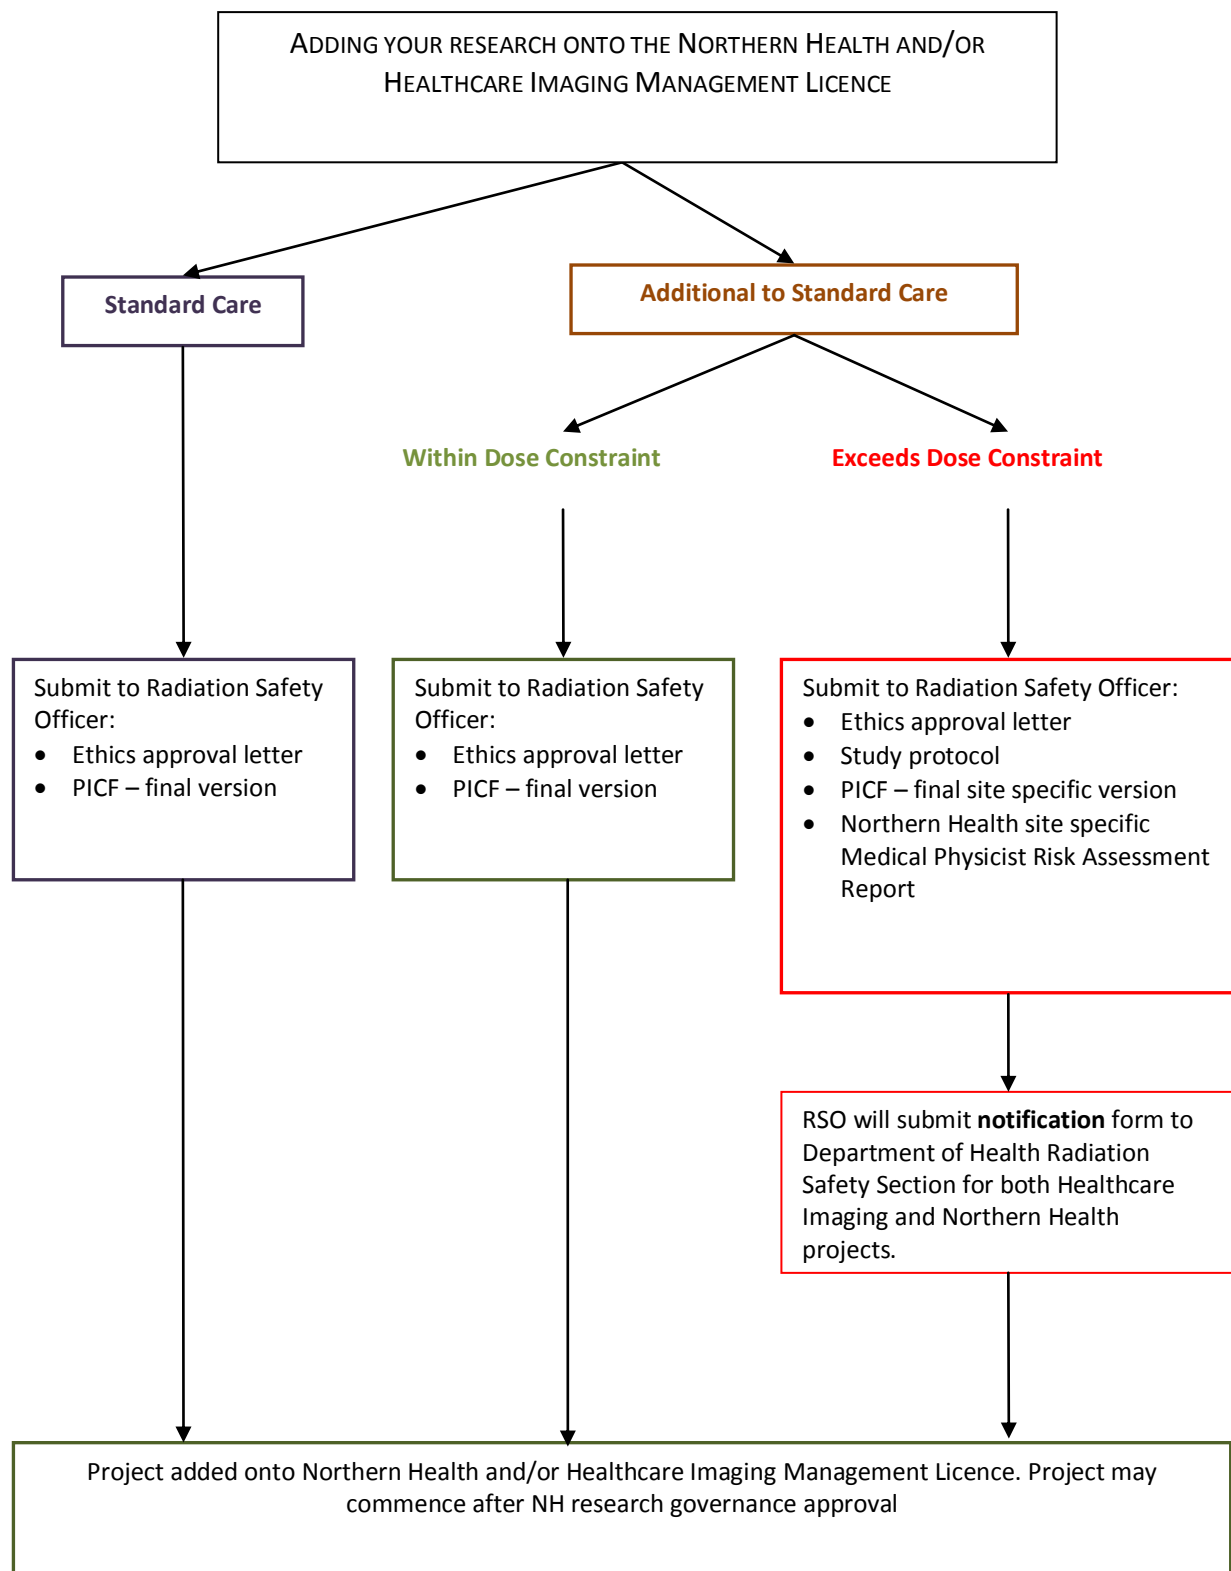 ADDING YOUR RESEARCH ONTO THE NORTHERN HEALTH AND/OR
HEALTHCARE IMAGING MANAGEMENT LICENCE
Standard Care
Additional to Standard Care
Within Dose Constraint
Exceeds Dose Constraint
Submit to Radiation Safety
Officer:
• Ethics approval letter
• PICF – final version
Submit to Radiation Safety
Officer:
• Ethics approval letter
• PICF – final version
Submit to Radiation Safety Officer:
• Ethics approval letter
• Study protocol
• PICF – final site specific version
• Northern Health site specific
Medical Physicist Risk Assessment
Report
RSO will submit notification form to
Department of Health Radiation
Safety Section for both Healthcare
Imaging and Northern Health
projects.
Project added onto Northern Health and/or Healthcare Imaging Management Licence. Project may
commence after NH research governance approval